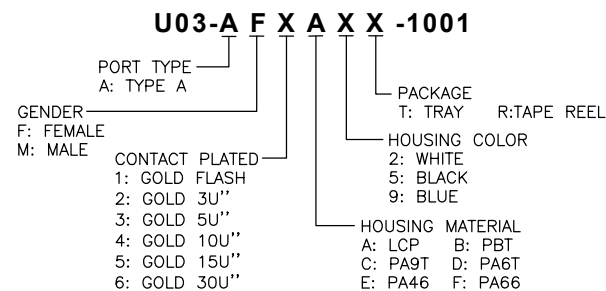 U03-A F X A X X -1001
PORT TYPE
A: TYPE A
GENDER
F: FEMALE
M: MALE
CONTACT PLATED
1: GOLD FLASH
2: GOLD 3U''
3: GOLD 5U''
4: GOLD 10U''
5: GOLD 15U''
6: GOLD 30U''
PACKAGE
T: TRAY R:TAPE REEL
HOUSING COLOR
2: WHITE
5: BLACK
9: BLUE
HOUSING MATERIAL
A: LCP B: PBT
C: PA9T D: PA6T
E: PA46 F: PA66